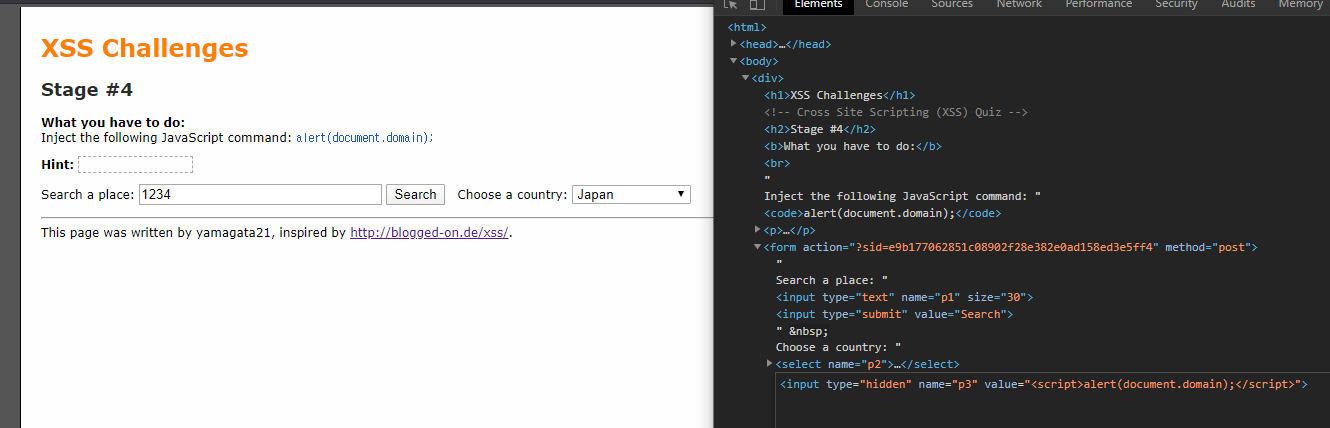 XSS Challenges
Stage #4
What you have to do:
Inject the following JavaScript command: alert(document.domain);
Hint:
Search a place: 1234 Search Choose a country: Japan
This page was written by yamagata21, inspired by http://blogged-on.de/xss/.
Elements Console Sources Network Performance Security Audits Memory
<html>
<head>…</head>
<body>
<div>
<h1>XSS Challenges</h1>
<!-- Cross Site Scripting (XSS) Quiz -->
<h2>Stage #4</h2>
<b>What you have to do:</b>
<br>
"
Inject the following JavaScript command: "
<code>alert(document.domain);</code>
<p>…</p>
<form action="?sid=e9b177062851c08902f28e382e0ad158ed3e5ff4" method="post">
"
Search a place: "
<input type="text" name="p1" size="30">
<input type="submit" value="Search">
" &nbsp;
Choose a country: "
<select name="p2">…</select>
<input type="hidden" name="p3" value="<script>alert(document.domain);</script>">